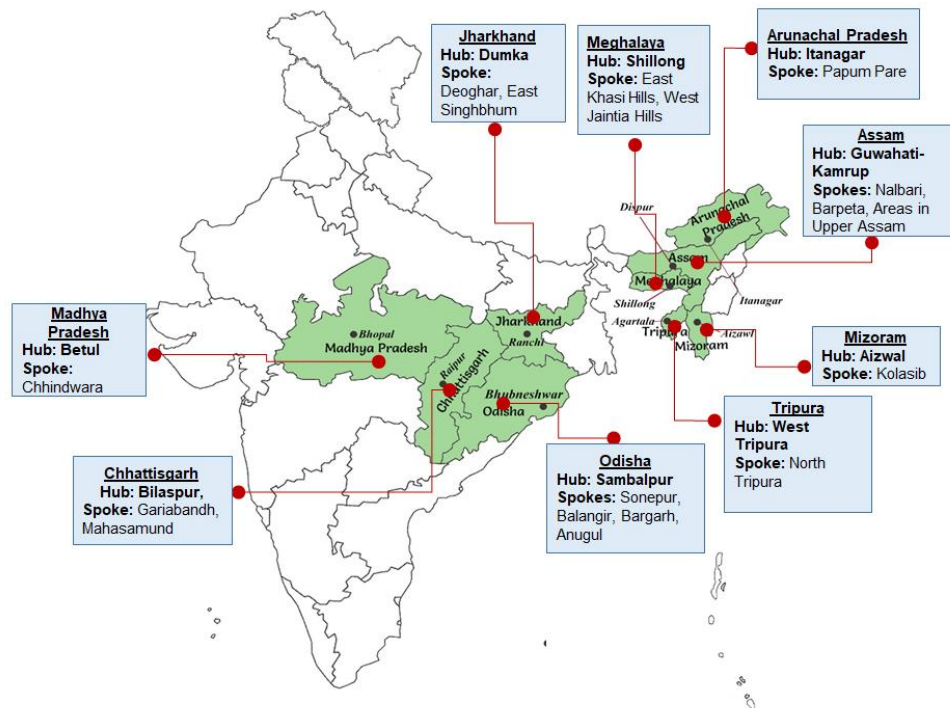 Jharkhand
Hub: Dumka
Spoke:
Deoghar, East
Singhbhum
Meghalaya
Hub: Shillong
Spoke: East
Khasi Hills, West
Jaintia Hills
Arunachal Pradesh
Hub: Itanagar
Spoke: Papum Pare
Assam
Hub: Guwahati-
Kamrup
Spokes: Nalbari,
Barpeta, Areas in
Upper Assam
Dispur
Arunachal
Pradesh
Assam
Meghalaya
Shillong
Itanagar
Agartala
Tripura
Aizawl
Mizoram
Madhya
Pradesh
Hub: Betul
Spoke:
Chhindwara
Bhopal
Madhya Pradesh
Jharkhand
Ranchi
Raipur
Chhattisgarh
Bhubneshwar
Odisha
Mizoram
Hub: Aizwal
Spoke: Kolasib
Tripura
Hub: West
Tripura
Spoke: North
Tripura
Chhattisgarh
Hub: Bilaspur,
Spoke: Gariabandh,
Mahasamund
Odisha
Hub: Sambalpur
Spokes: Sonepur,
Balangir, Bargarh,
Anugul